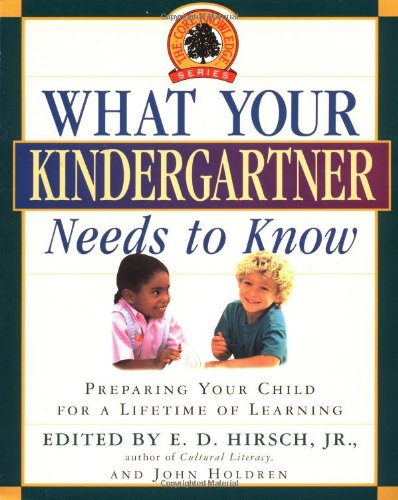 THE CORE KNOWLEDGE
SERIES
WHAT YOUR
KINDERGARTNER
Needs to Know
PREPARING YOUR CHILD
FOR A LIFETIME OF LEARNING
EDITED BY E. D. HIRSCH, JR.,
author of Cultural Literacy,
AND JOHN HOLDREN